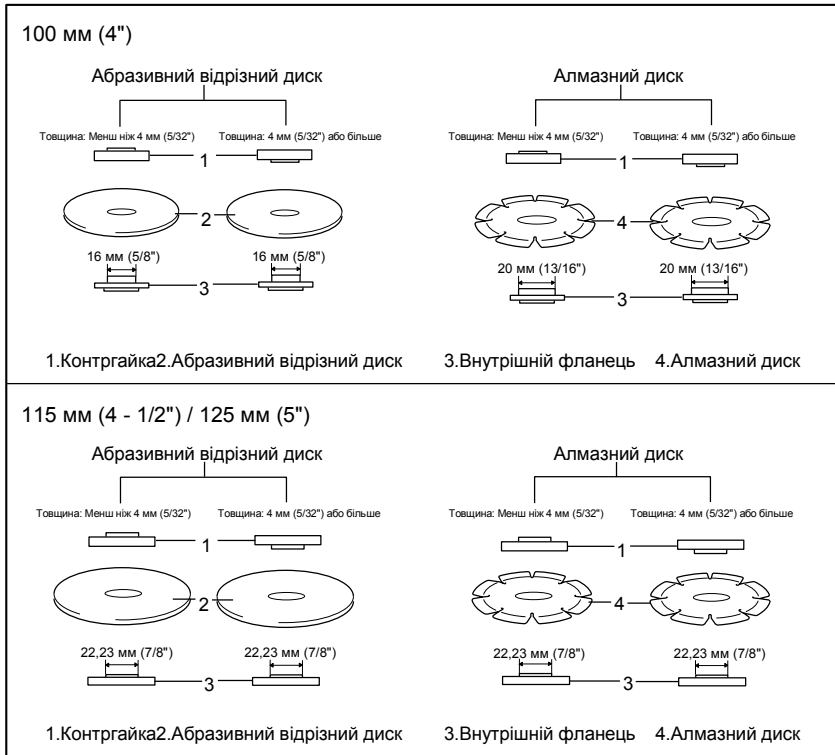 100 мм (4")
Абразивний відрізний диск Алмазний диск
Товщина: Менш ніж 4 мм (5/32") Товщина: 4 мм (5/32") або більше Товщина: Менш ніж 4 мм (5/32") Товщина: 4 мм (5/32") або більше
1 1
2 4
16 мм (5/8") 16 мм (5/8") 20 мм (13/16") 20 мм (13/16")
3 3
1.Контргайка2.Абразивний відрізний диск 3.Внутрішній фланець 4.Алмазний диск
115 мм (4 - 1/2") / 125 мм (5")
Абразивний відрізний диск Алмазний диск
Товщина: Менш ніж 4 мм (5/32") Товщина: 4 мм (5/32") або більше Товщина: Менш ніж 4 мм (5/32") Товщина: 4 мм (5/32") або більше
1 1
2 4
22,23 мм (7/8") 22,23 мм (7/8") 22,23 мм (7/8") 22,23 мм (7/8")
3 3
1.Контргайка2.Абразивний відрізний диск 3.Внутрішній фланець 4.Алмазний диск